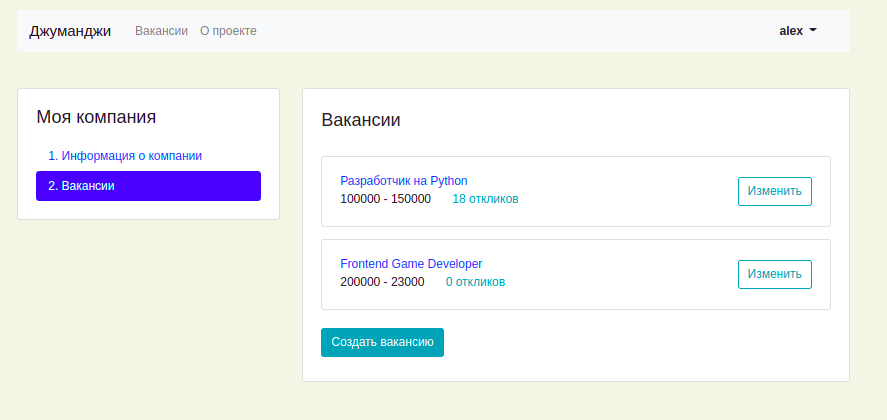 Джуманджи Вакансии О проекте alex
Моя компания
1. Информация о компании
2. Вакансии
Вакансии
Разработчик на Python
100000 - 150000 18 откликов
Изменить
Frontend Game Developer
200000 - 23000 0 откликов
Изменить
Создать вакансию